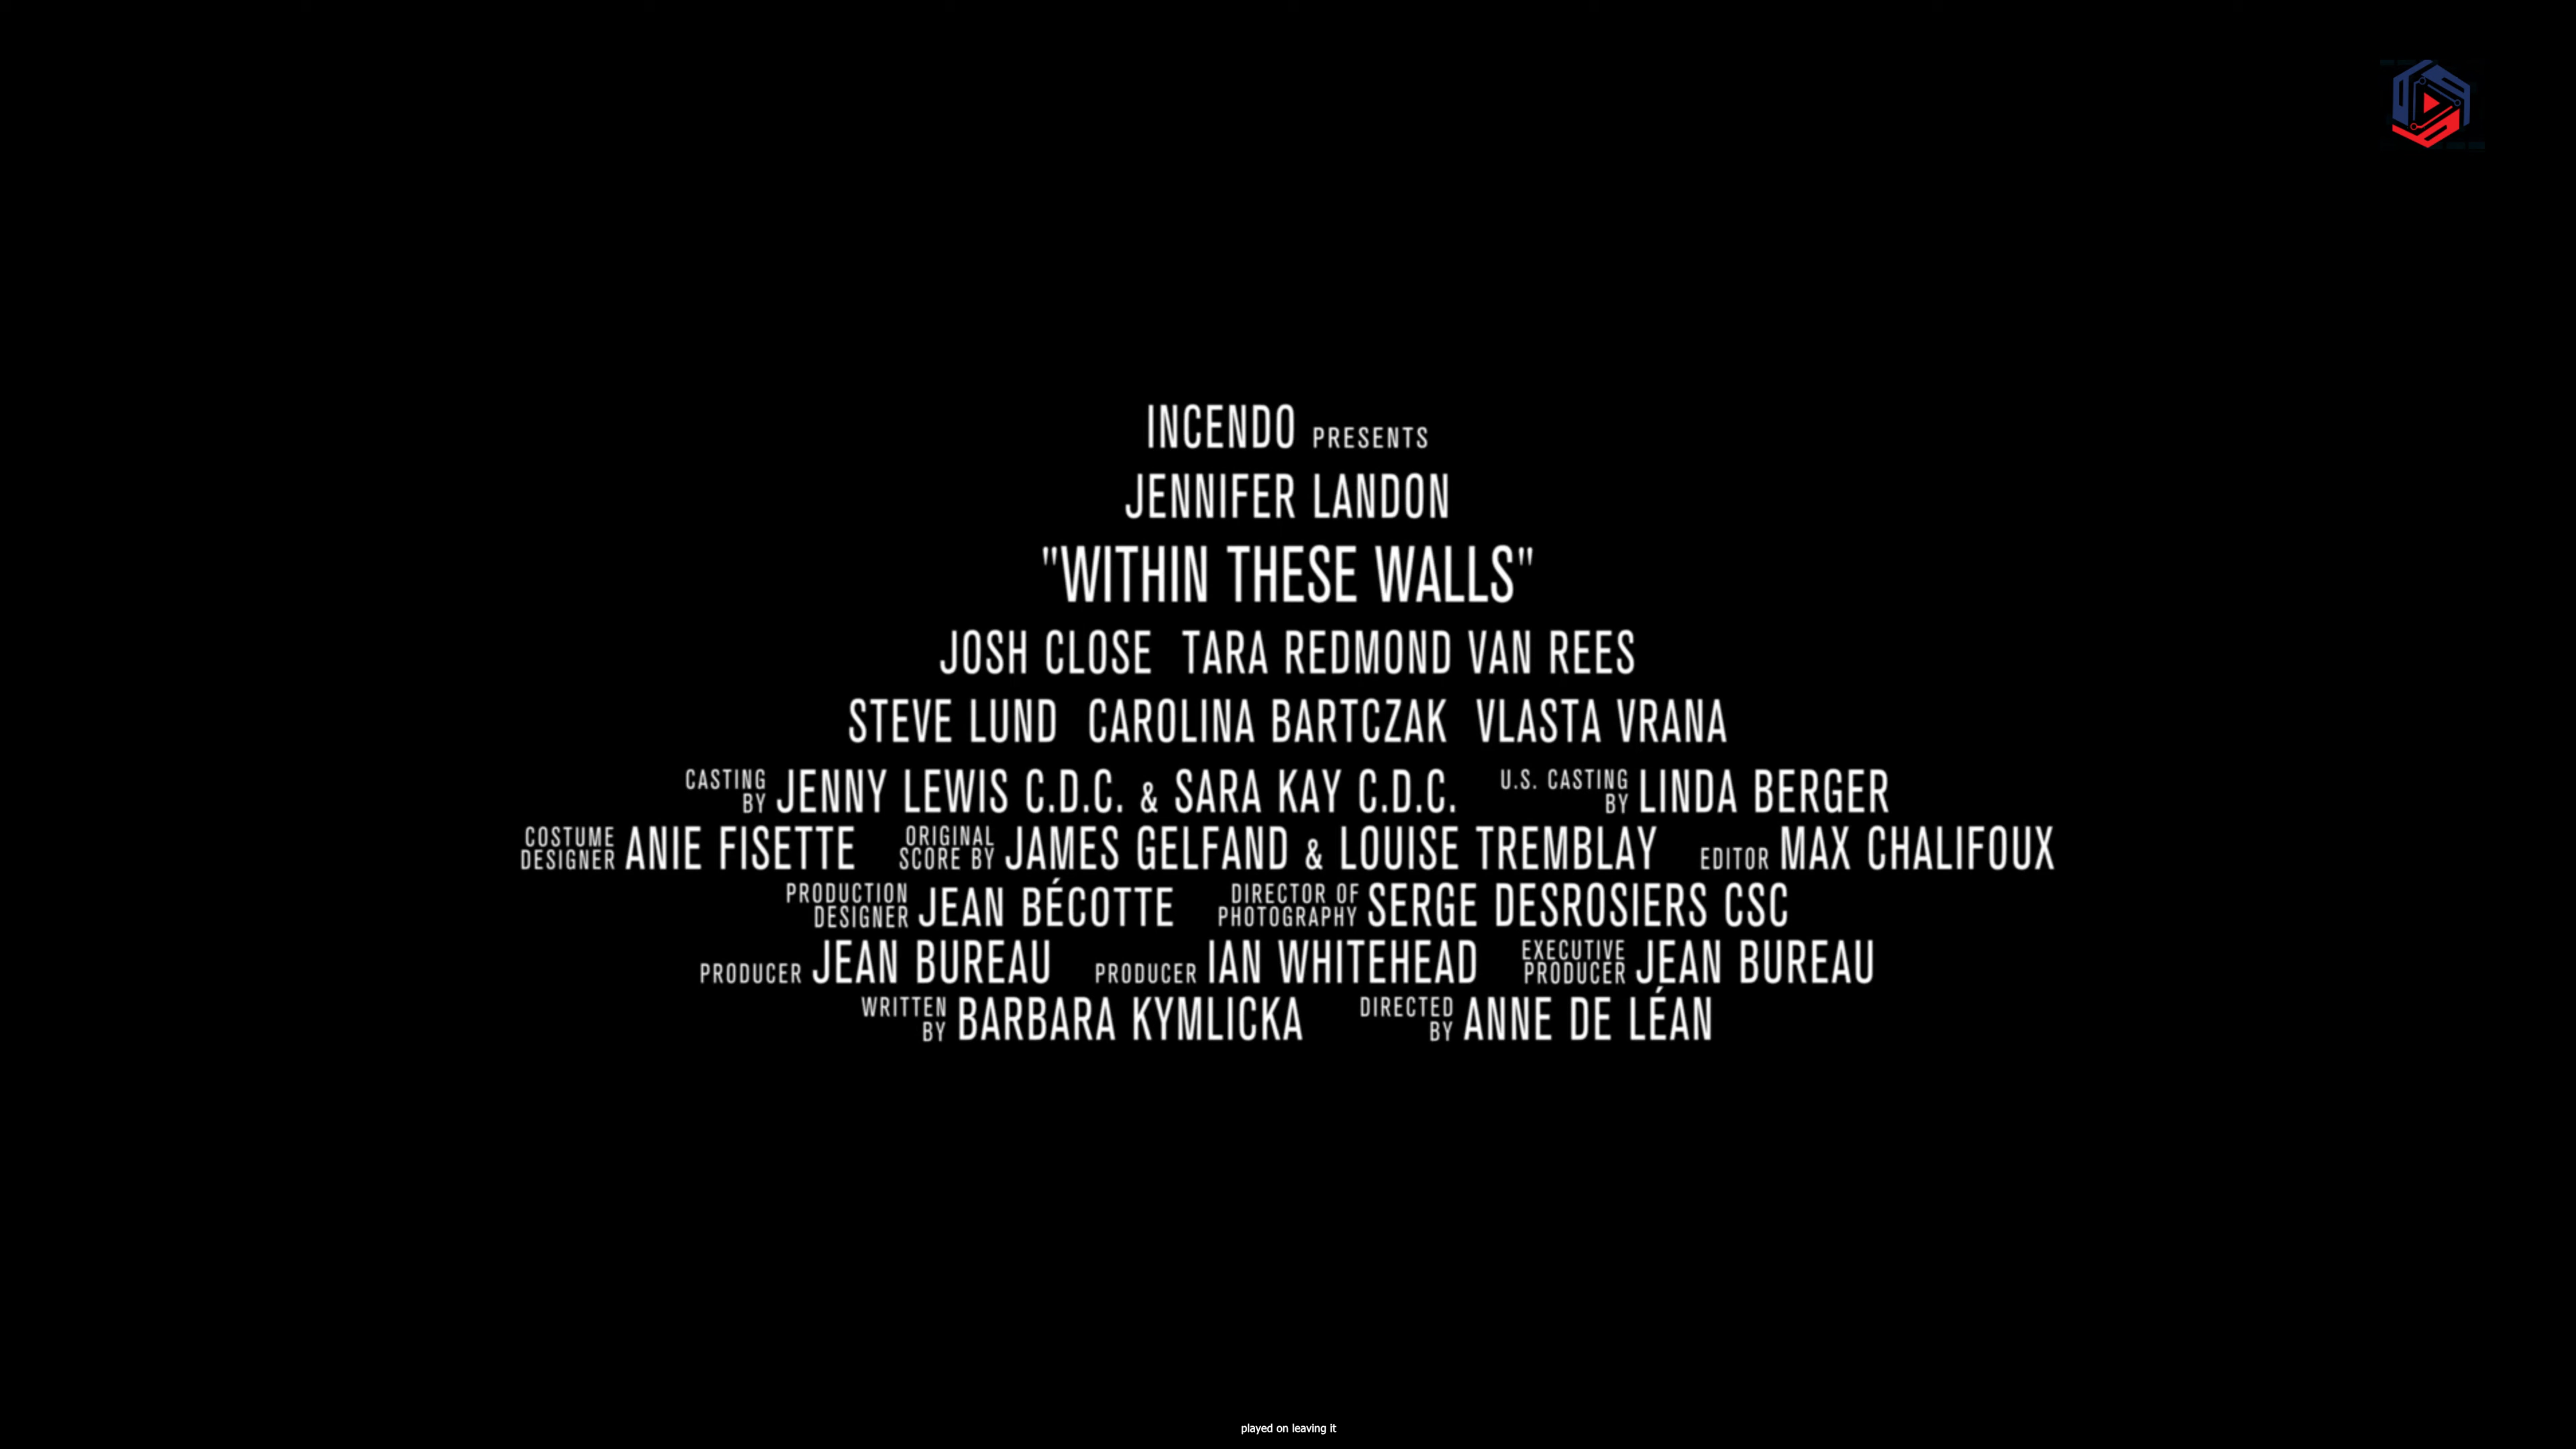 INCENDO PRESENTS
JENNIFER LANDON
"WITHIN THESE WALLS"
JOSH CLOSE TARA REDMOND VAN REES
STEVE LUND CAROLINA BARTCZAK VLASTA VRANA
CASTING BY JENNY LEWIS C.D.C. & SARA KAY C.D.C. U.S. CASTING BY LINDA BERGER
COSTUME DESIGNER ANIE FISETTE ORIGINAL SCORE BY JAMES GELFAND & LOUISE TREMBLAY EDITOR MAX CHALIFOUX
PRODUCTION DESIGNER JEAN BÉCOTTE DIRECTOR OF PHOTOGRAPHY SERGE DESROSIERS CSC
PRODUCER JEAN BUREAU PRODUCER IAN WHITEHEAD EXECUTIVE PRODUCER JEAN BUREAU
WRITTEN BY BARBARA KYMLICKA DIRECTED BY ANNE DE LÉAN
played on leaving it